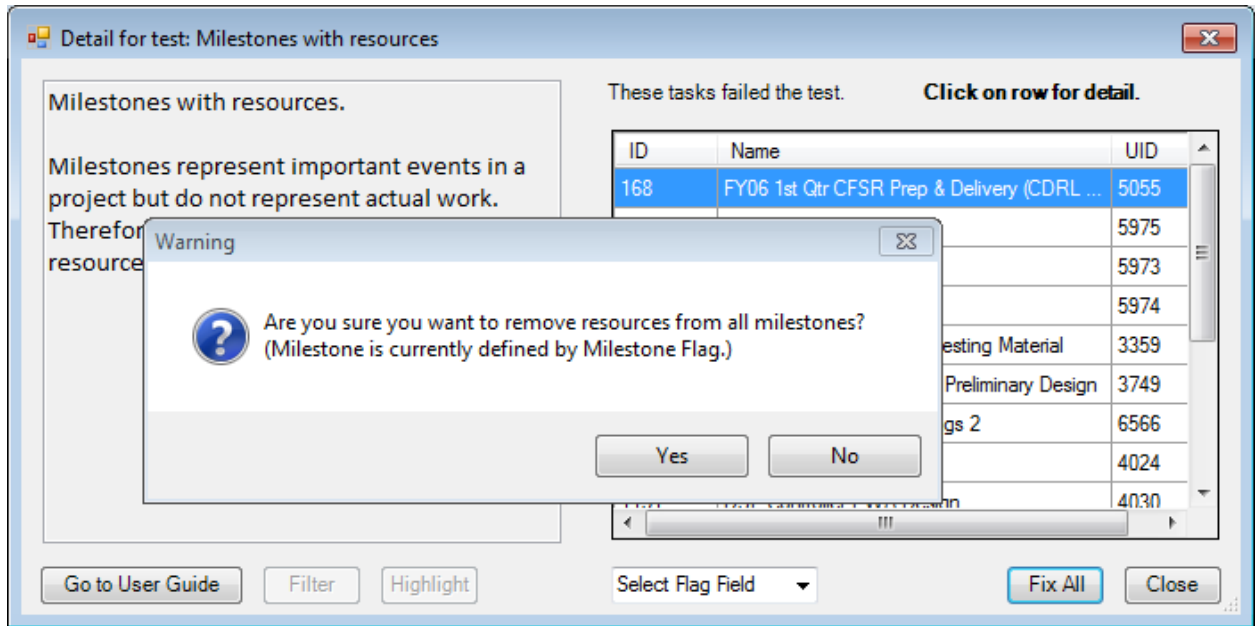 Detail for test: Milestones with resources
Milestones with resources.
Milestones represent important events in a
project but do not represent actual work.
Therefor
resource
These tasks failed the test. Click on row for detail.
ID Name UID
168 FY06 1st Qtr CFSR Prep & Delivery (CDRL ... 5055
5975
5973
5974
esting Material 3359
Preliminary Design 3749
gs 2 6566
4024
4030
Warning
Are you sure you want to remove resources from all milestones?
(Milestone is currently defined by Milestone Flag.)
Yes No
Go to User Guide Filter Highlight Select Flag Field Fix All Close